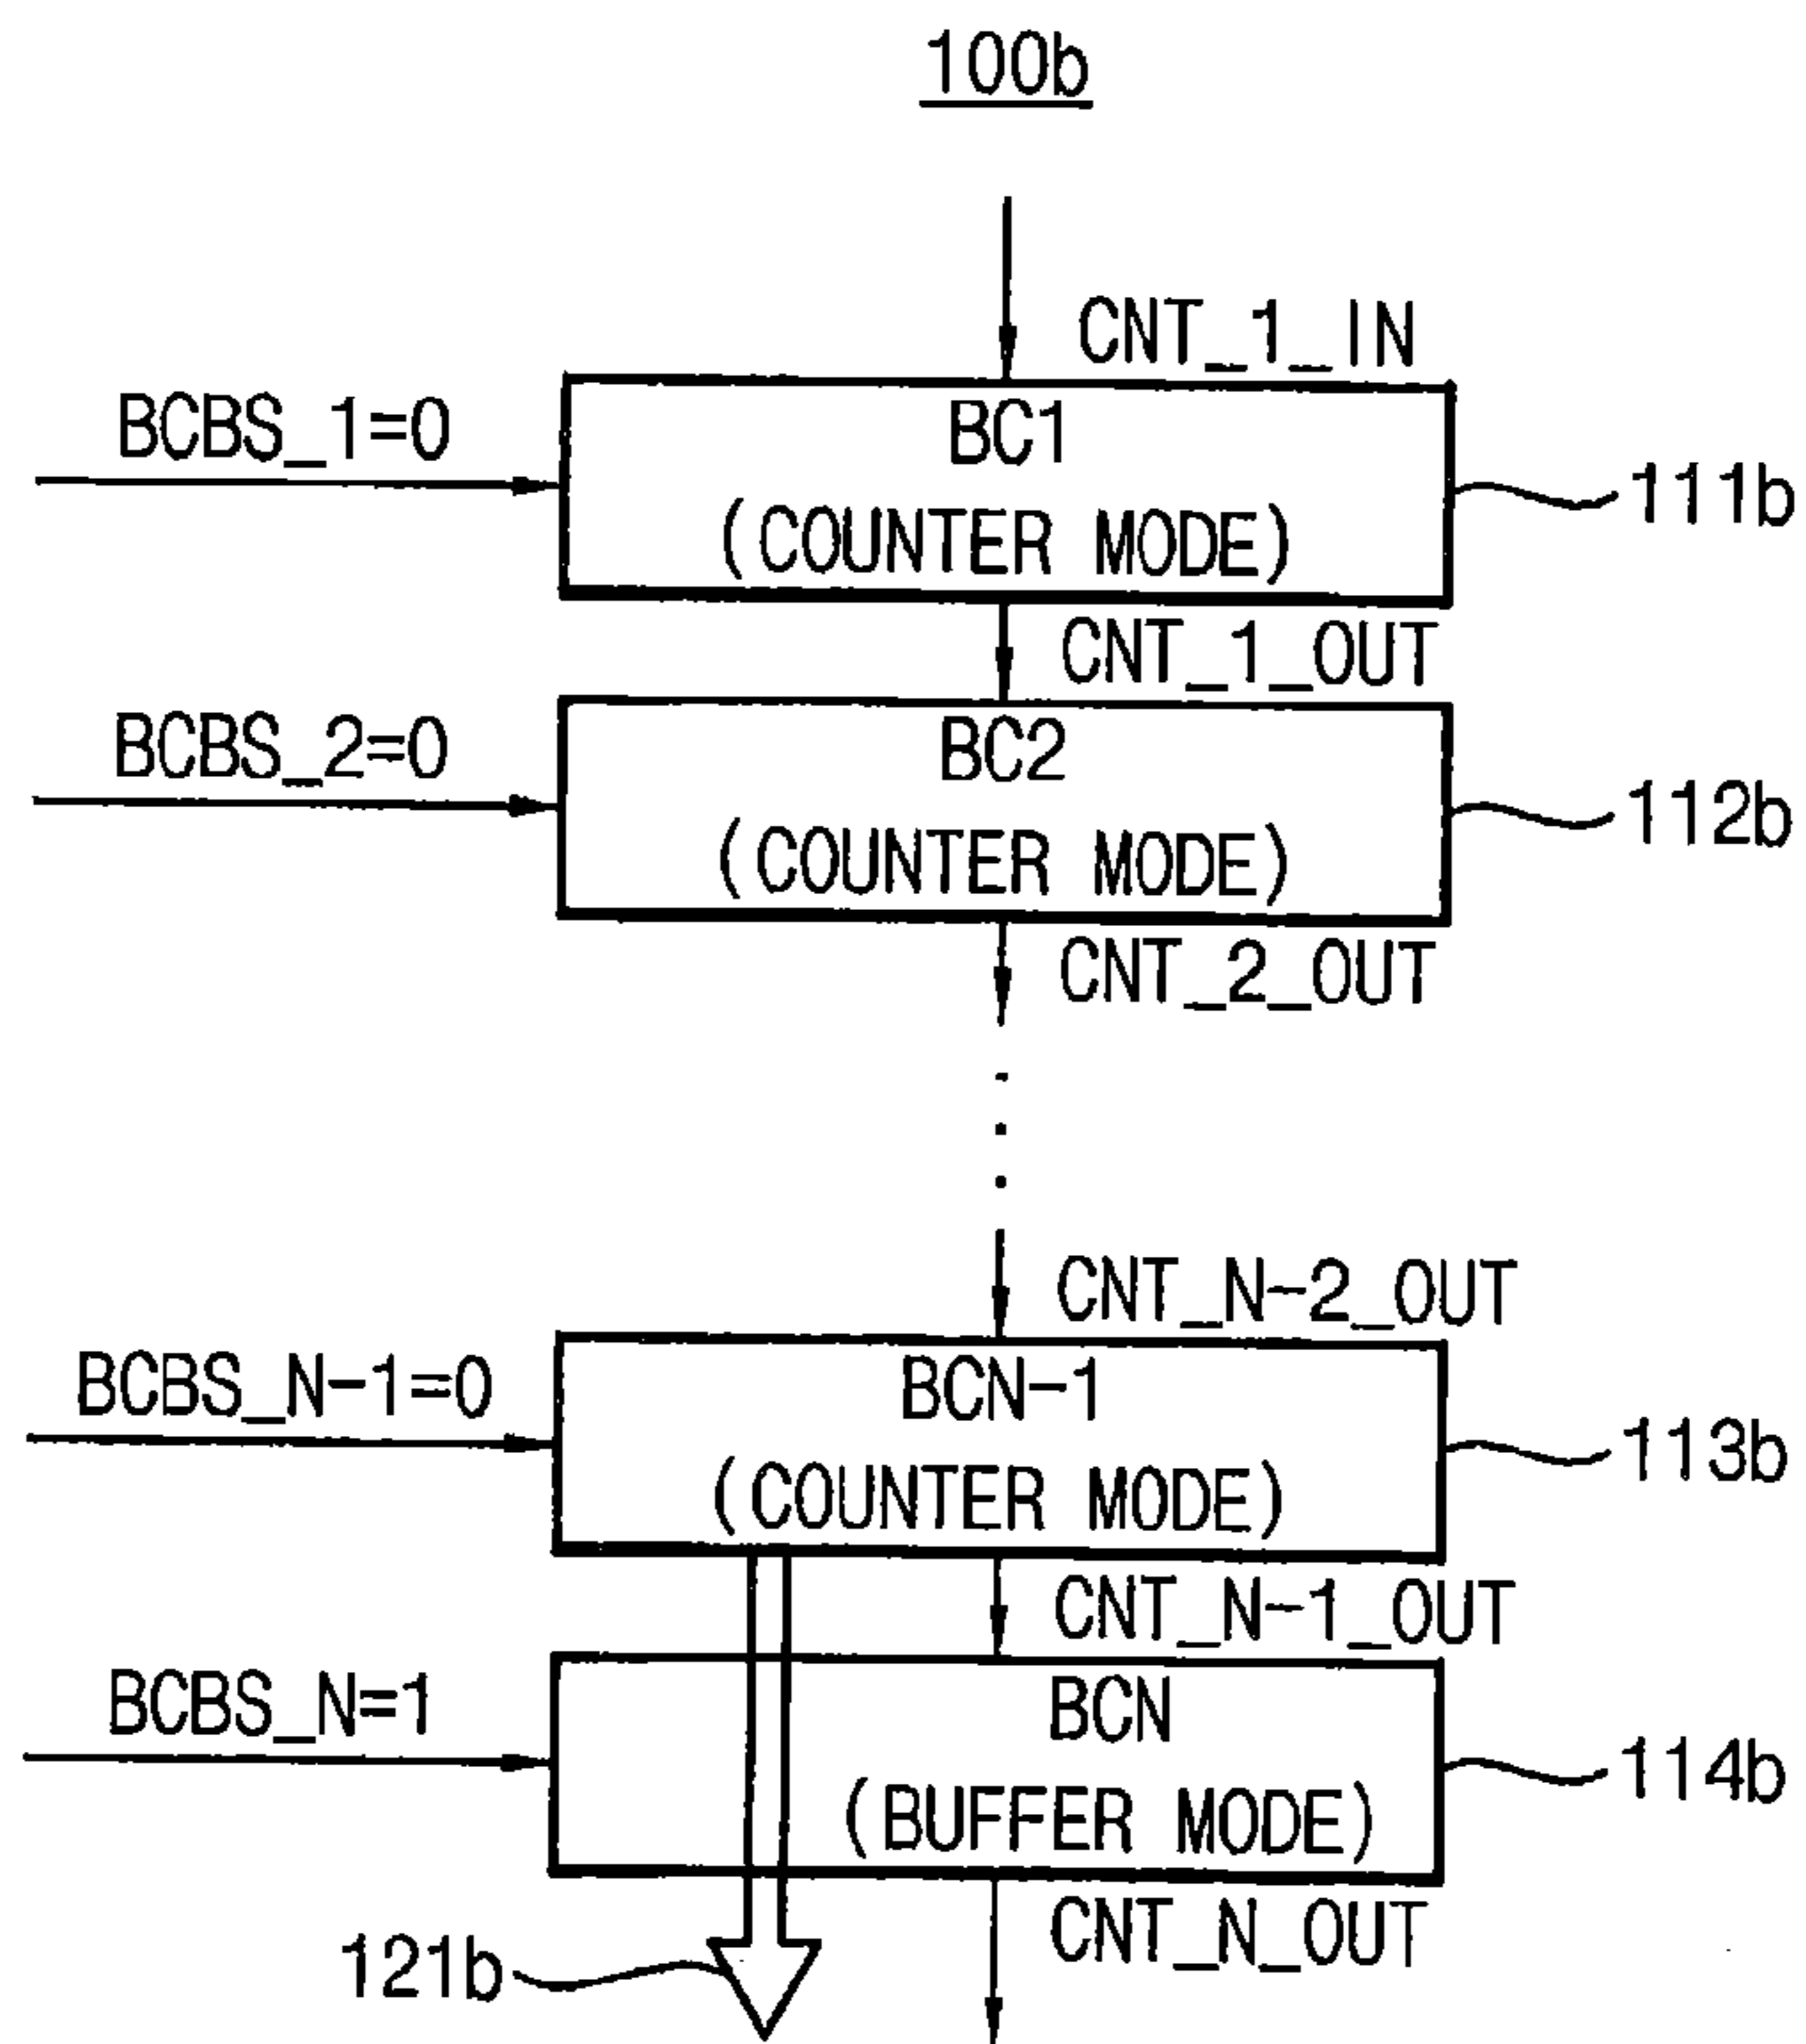 100b
CNT_1_IN
BCBS_1=0
BC1
(COUNTER MODE)
111b
CNT_1_OUT
BCBS_2=0
BC2
(COUNTER MODE)
112b
CNT_2_OUT
CNT_N-2_OUT
BCBS_N-1=0
BCN-1
(COUNTER MODE)
113b
CNT_N-1_OUT
BCBS_N=1
BCN
(BUFFER MODE)
114b
CNT_N_OUT
121b